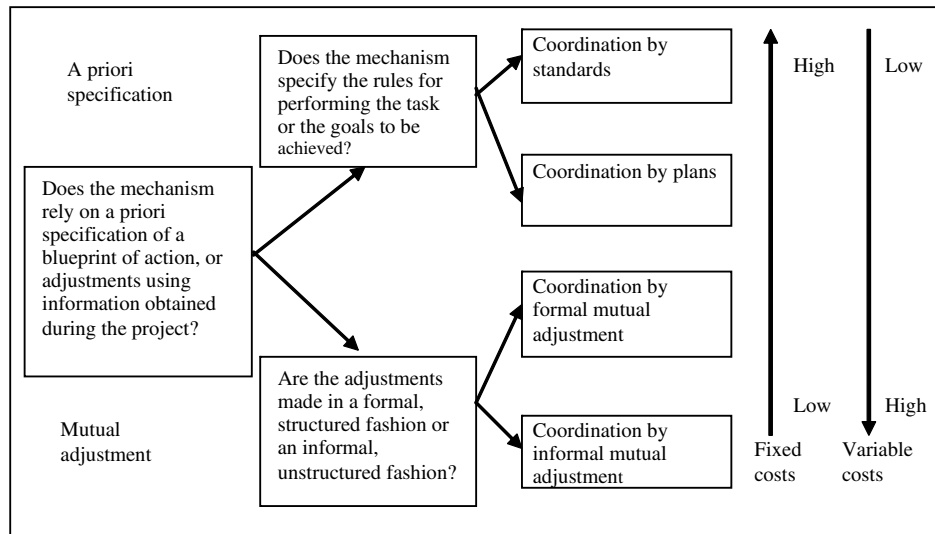 A priori
specification
Does the mechanism
rely on a priori
specification of a
blueprint of action, or
adjustments using
information obtained
during the project?
Mutual
adjustment
Does the mechanism
specify the rules for
performing the task
or the goals to be
achieved?
Are the adjustments
made in a formal,
structured fashion or
an informal,
unstructured fashion?
Coordination by
standards
Coordination by plans
Coordination by
formal mutual
adjustment
Coordination by
informal mutual
adjustment
High
Low
Low
High
Fixed
costs
Variable
costs